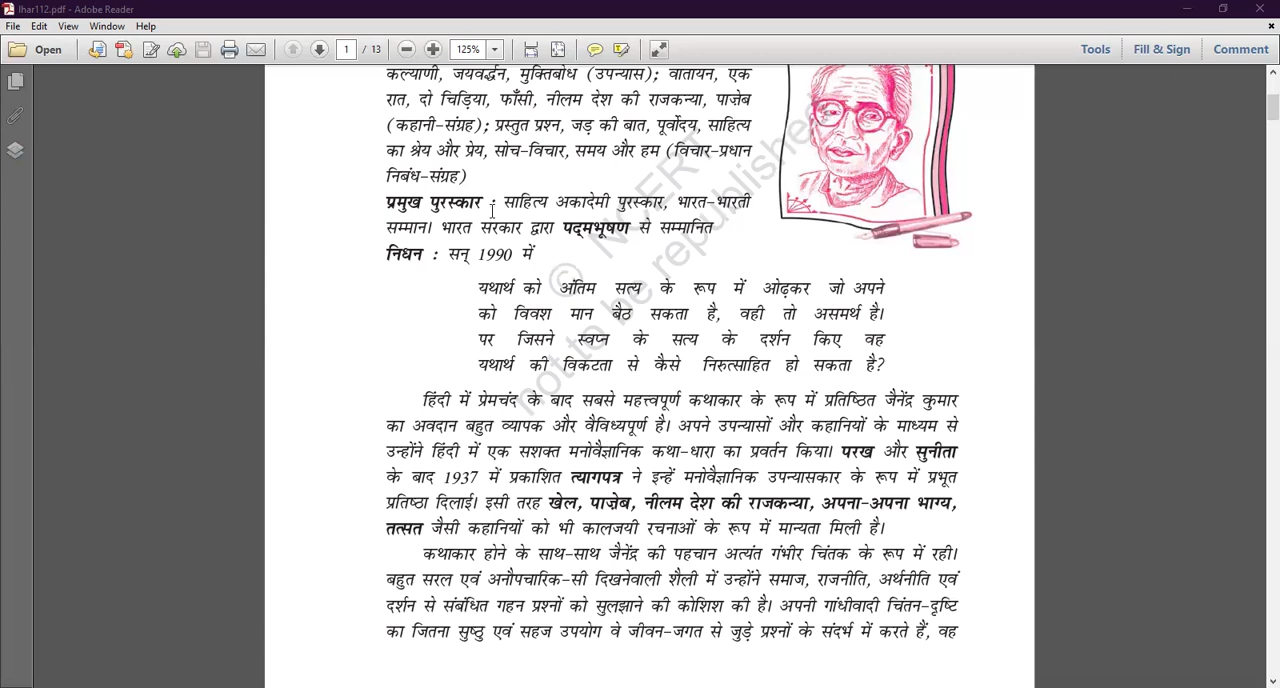 lhar112.pdf - Adobe Reader
File Edit View Window Help
Open 1 / 13 125% Tools Fill & Sign Comment
कल्याणी, जयवर्द्धन, मुक्तिबोध (उपन्यास); वातायन, एक
रात, दो चिड़िया, फाँसी, नीलम देश की राजकन्या, पाज़ेब
(कहानी-संग्रह); प्रस्तुत प्रश्न, जड़ की बात, पूर्वोदय, साहित्य
का श्रेय और प्रेय, सोच-विचार, समय और हम (विचार-प्रधान
निबंध-संग्रह)
प्रमुख पुरस्कार : साहित्य अकादेमी पुरस्कार, भारत-भारती
सम्मान। भारत सरकार द्वारा पद्मभूषण से सम्मानित
निधन : सन् 1990 में
यथार्थ को अंतिम सत्य के रूप में ओढ़कर जो अपने
को विवश मान बैठ सकता है, वही तो असमर्थ है।
पर जिसने स्वप्न के सत्य के दर्शन किए वह
यथार्थ की विकटता से कैसे निरुत्साहित हो सकता है?
हिंदी में प्रेमचंद के बाद सबसे महत्त्वपूर्ण कथाकार के रूप में प्रतिष्ठित जैनेंद्र कुमार
का अवदान बहुत व्यापक और वैविध्यपूर्ण है। अपने उपन्यासों और कहानियों के माध्यम से
उन्होंने हिंदी में एक सशक्त मनोवैज्ञानिक कथा-धारा का प्रवर्तन किया। परख और सुनीता
के बाद 1937 में प्रकाशित त्यागपत्र ने इन्हें मनोवैज्ञानिक उपन्यासकार के रूप में प्रभूत
प्रतिष्ठा दिलाई। इसी तरह खेल, पाज़ेब, नीलम देश की राजकन्या, अपना-अपना भाग्य,
तत्सत जैसी कहानियों को भी कालजयी रचनाओं के रूप में मान्यता मिली है।
कथाकार होने के साथ-साथ जैनेंद्र की पहचान अत्यंत गंभीर चिंतक के रूप में रही।
बहुत सरल एवं अनौपचारिक-सी दिखनेवाली शैली में उन्होंने समाज, राजनीति, अर्थनीति एवं
दर्शन से संबंधित गहन प्रश्नों को सुलझाने की कोशिश की है। अपनी गांधीवादी चिंतन-दृष्टि
का जितना सुष्ठु एवं सहज उपयोग वे जीवन-जगत से जुड़े प्रश्नों के संदर्भ में करते हैं, वह
© NCERT
not to be republished